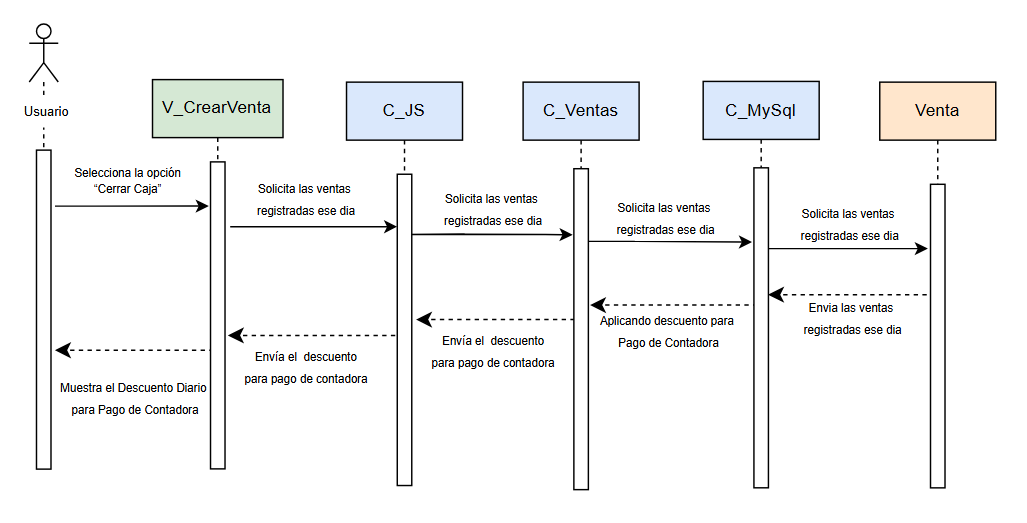 Usuario
V_CrearVenta
C_JS
C_Ventas
C_MySql
Venta
Selecciona la opción
“Cerrar Caja”
Solicita las ventas
registradas ese dia
Solicita las ventas
registradas ese dia
Solicita las ventas
registradas ese dia
Solicita las ventas
registradas ese dia
Envia las ventas
registradas ese dia
Aplicando descuento para
Pago de Contadora
Envía el descuento
para pago de contadora
Envía el descuento
para pago de contadora
Muestra el Descuento Diario
para Pago de Contadora